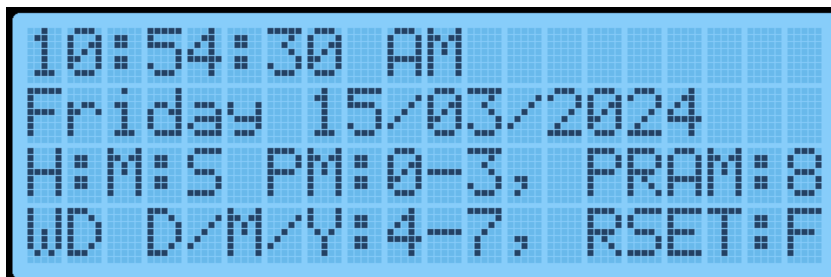 10:54:30 AM
Friday 15/03/2024
H:M:S PM:0-3, PRAM:8
WD D/M/Y:4-7, RSET:F